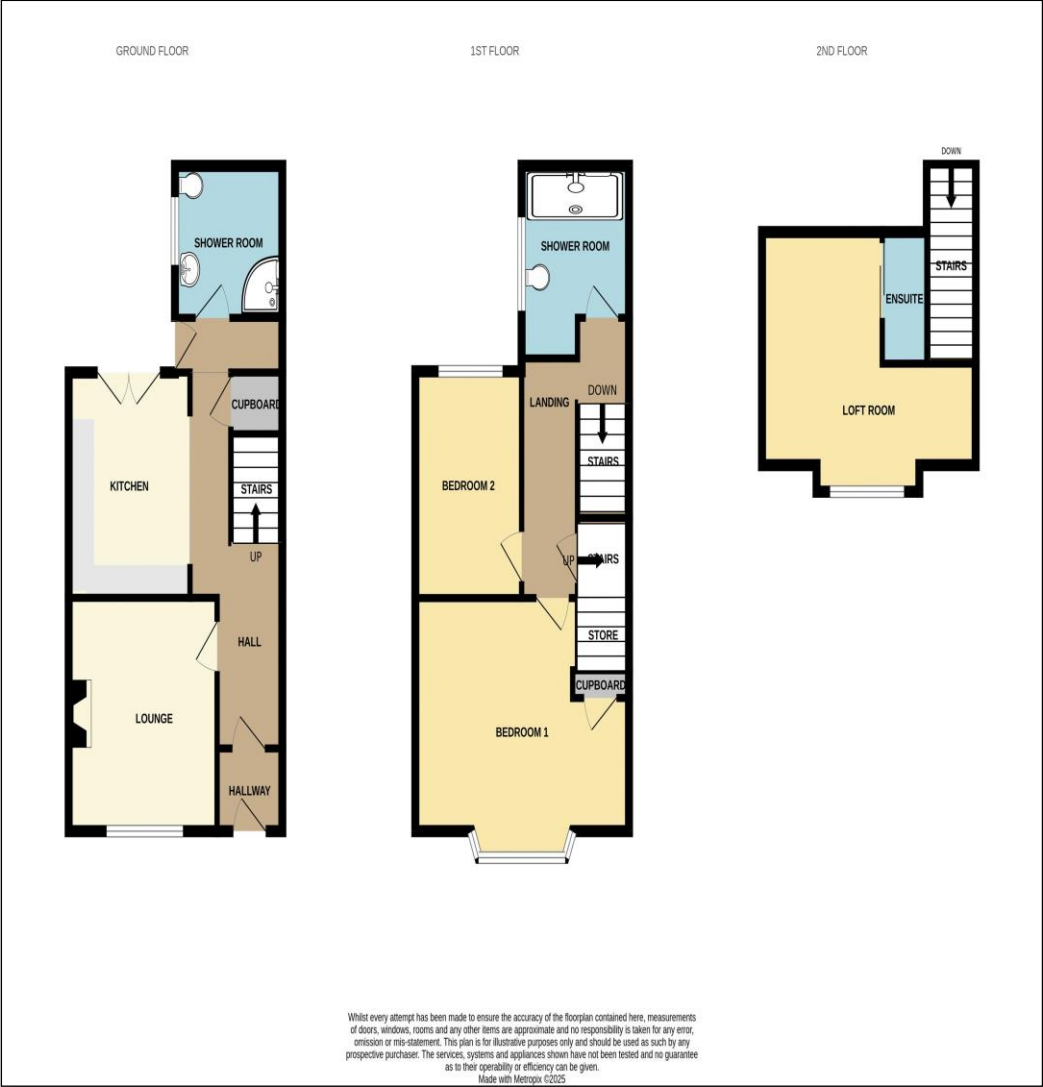 GROUND FLOOR
1ST FLOOR
2ND FLOOR
DOWN
SHOWER ROOM
SHOWER ROOM
STAIRS
ENSUITE
CUPBOARD
LANDING
DOWN
LOFT ROOM
STAIRS
KITCHEN
STAIRS
BEDROOM 2
UP
UP
STAIRS
HALL
STORE
CUPBOARD
LOUNGE
BEDROOM 1
HALLWAY
Whilst every attempt has been made to ensure the accuracy of the floorplan contained here, measurements
of doors, windows, rooms and any other items are approximate and no responsibility is taken for any error,
omission or mis-statement. This plan is for illustrative purposes only and should be used as such by any
prospective purchaser. The services, systems and appliances shown have not been tested and no guarantee
as to their operability or efficiency can be given.
Made with Metropix ©2025